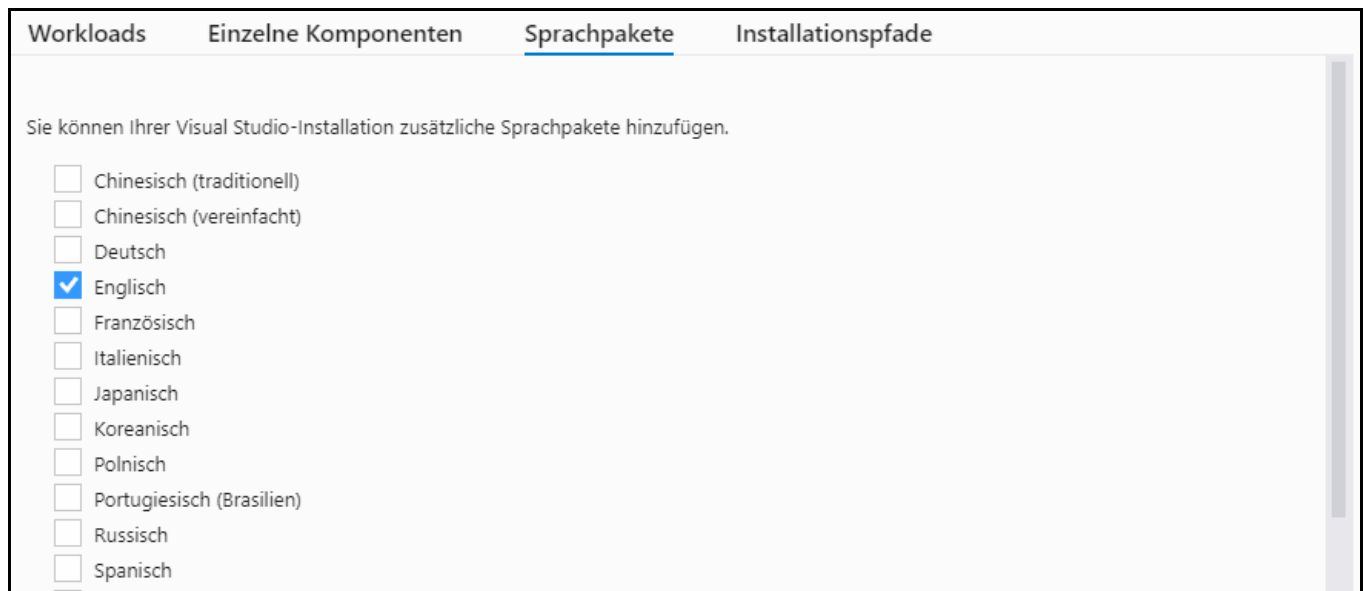 Workloads Einzelne Komponenten Sprachpakete Installationspfade
Sie können Ihrer Visual Studio-Installation zusätzliche Sprachpakete hinzufügen.
Chinesisch (traditionell)
Chinesisch (vereinfacht)
Deutsch
Englisch
Französisch
Italienisch
Japanisch
Koreanisch
Polnisch
Portugiesisch (Brasilien)
Russisch
Spanisch